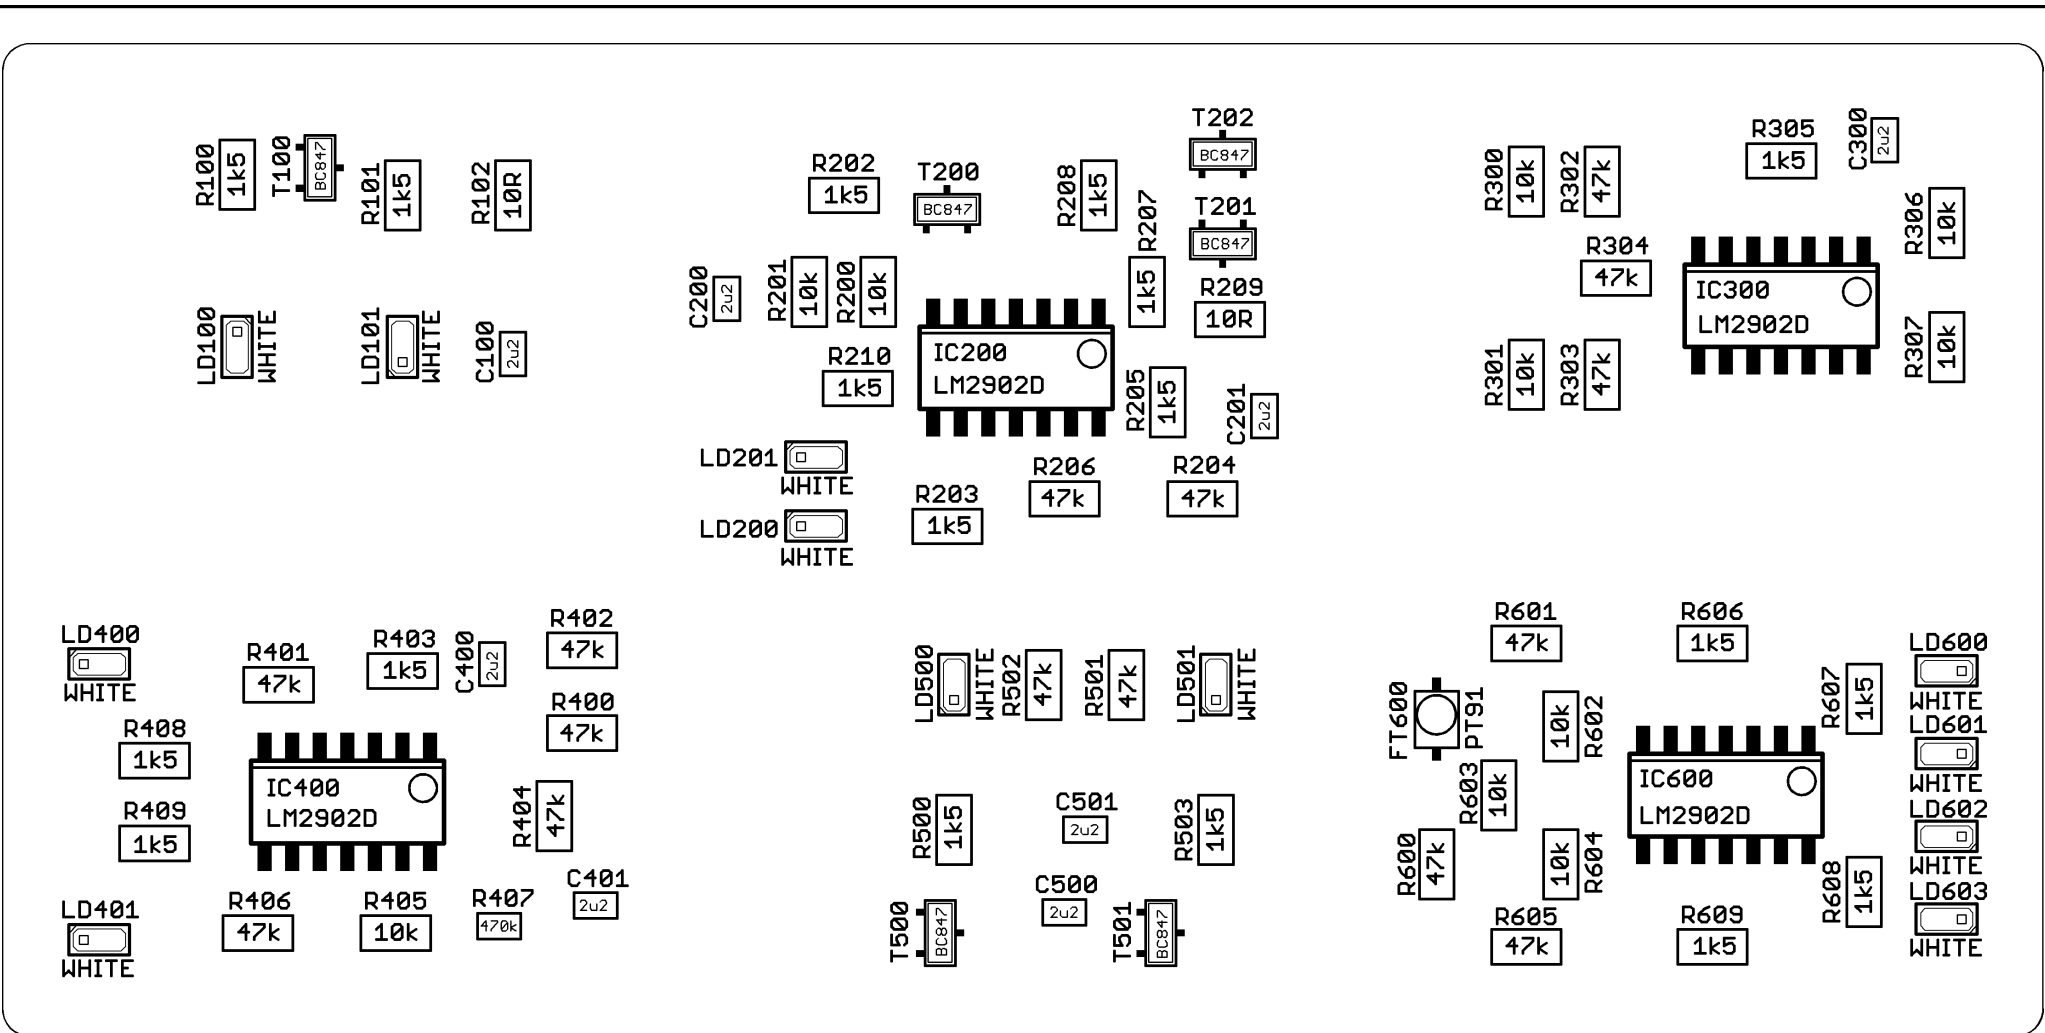 R100
1k5
T100
BC847
R101
1k5
R102
10R
LD100
WHITE
LD101
WHITE
C100
2u2
R202
1k5
T200
BC847
R208
1k5
T202
BC847
R207
1k5
T201
BC847
R209
10R
C200
2u2
R201
10k
R200
10k
R210
1k5
IC200
LM2902D
R205
1k5
C201
2u2
LD201
WHITE
R206
47k
R204
47k
R203
1k5
LD200
WHITE
R300
10k
R302
47k
R305
1k5
C300
2u2
R304
47k
R306
10k
IC300
LM2902D
R301
10k
R303
47k
R307
10k
LD400
WHITE
R401
47k
R403
1k5
C400
2u2
R402
47k
R400
47k
R408
1k5
IC400
LM2902D
R409
1k5
R404
47k
LD401
WHITE
R406
47k
R405
10k
R407
470k
C401
2u2
LD500
WHITE
R502
47k
R501
47k
LD501
WHITE
R500
1k5
C501
2u2
R503
1k5
C500
2u2
T500
BC847
T501
BC847
R601
47k
R606
1k5
LD600
WHITE
FT600
PT91
10k
R602
R607
1k5
LD601
WHITE
R603
10k
IC600
LM2902D
LD602
WHITE
R600
47k
10k
R604
R608
1k5
LD603
WHITE
R605
47k
R609
1k5